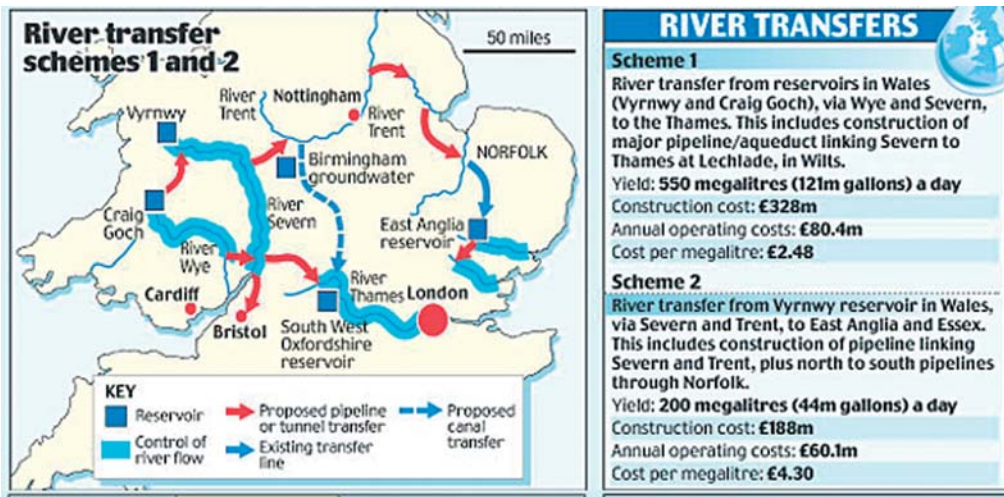 River transfer
schemes 1 and 2
50 miles
Vyrnwy
River
Trent
Nottingham
River
Trent
NORFOLK
Birmingham
groundwater
Craig
Goch
River
Severn
East Anglia
reservoir
River
Wye
Cardiff
Bristol
River
Thames
London
South West
Oxfordshire
reservoir
KEY
Reservoir
Control of
river flow
Proposed pipeline
or tunnel transfer
Existing transfer
line
Proposed
canal
transfer
RIVER TRANSFERS
Scheme 1
River transfer from reservoirs in Wales
(Vyrnwy and Craig Goch), via Wye and Severn,
to the Thames. This includes construction of
major pipeline/aqueduct linking Severn to
Thames at Lechlade, in Wilts.
Yield: 550 megalitres (121m gallons) a day
Construction cost: £328m
Annual operating costs: £80.4m
Cost per megalitre: £2.48
Scheme 2
River transfer from Vyrnwy reservoir in Wales,
via Severn and Trent, to East Anglia and Essex.
This includes construction of pipeline linking
Severn and Trent, plus north to south pipelines
through Norfolk.
Yield: 200 megalitres (44m gallons) a day
Construction cost: £188m
Annual operating costs: £60.1m
Cost per megalitre: £4.30